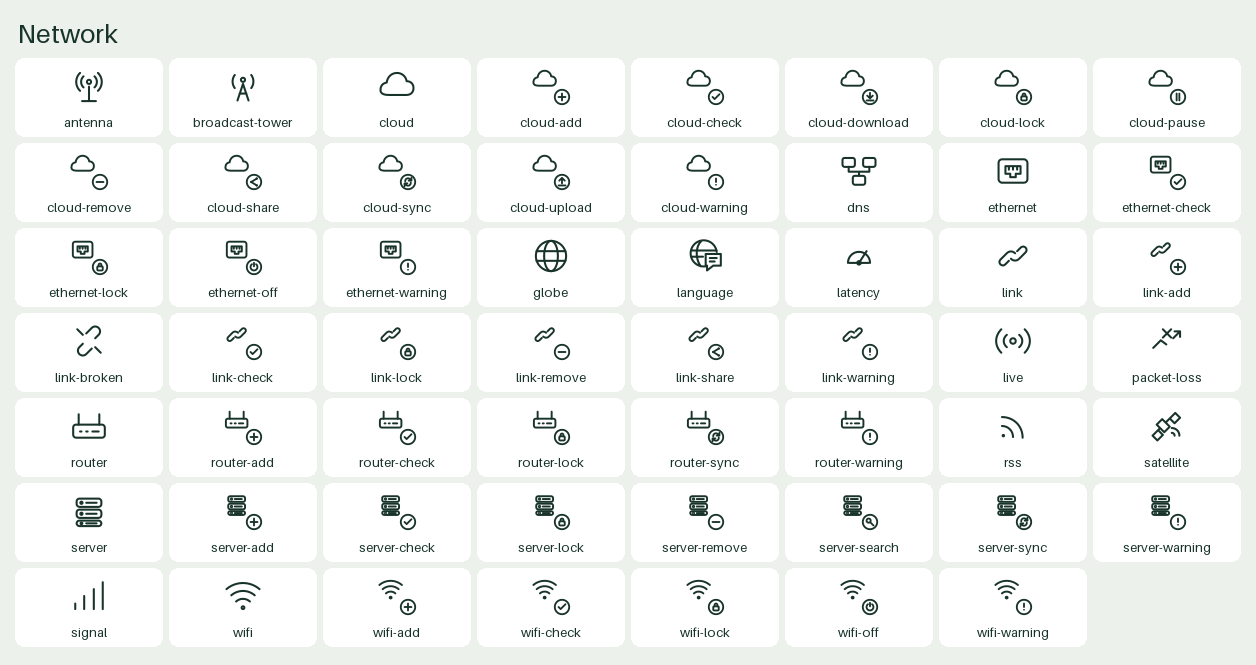 Network
antenna
broadcast-tower
cloud
cloud-add
cloud-check
cloud-download
cloud-lock
cloud-pause
cloud-remove
cloud-share
cloud-sync
cloud-upload
cloud-warning
dns
ethernet
ethernet-check
ethernet-lock
ethernet-off
ethernet-warning
globe
language
latency
link
link-add
link-broken
link-check
link-lock
link-remove
link-share
link-warning
live
packet-loss
router
router-add
router-check
router-lock
router-sync
router-warning
rss
satellite
server
server-add
server-check
server-lock
server-remove
server-search
server-sync
server-warning
signal
wifi
wifi-add
wifi-check
wifi-lock
wifi-off
wifi-warning